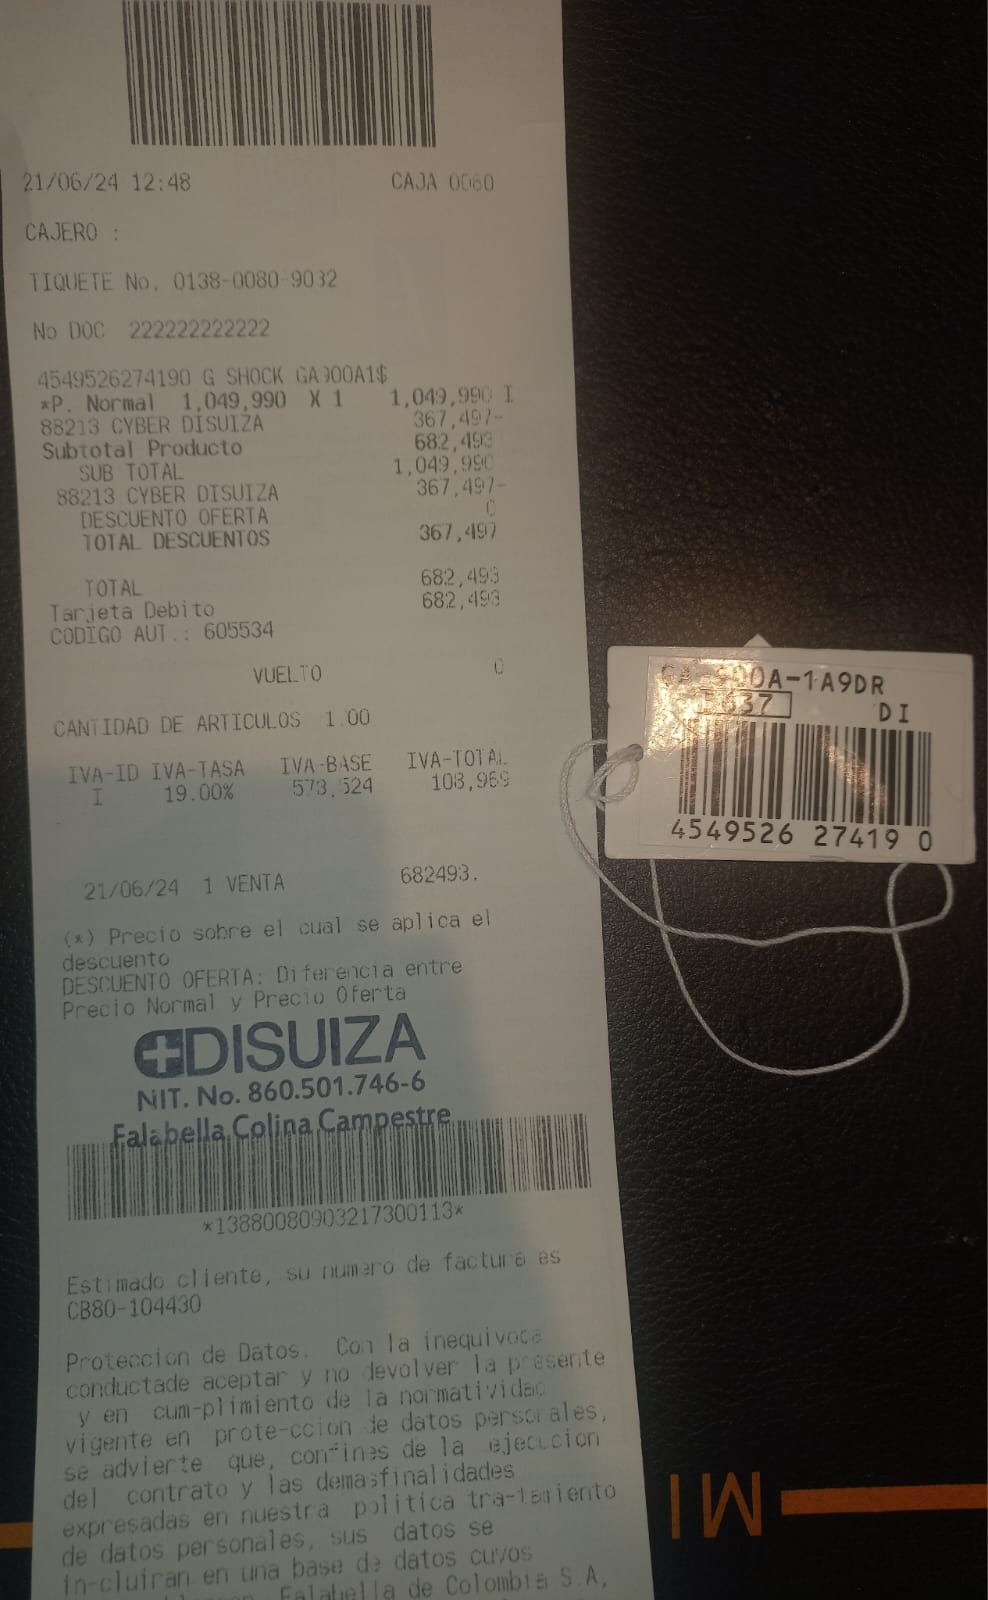 21/06/24 12:48 CAJA 0060
CAJERO :
TIQUETE No. 0138-0080-9032
No DOC 222222222222
4549526274190 G SHOCK GA900A1$
*P. Normal 1,049,990 X 1 1,049,990 I
88213 CYBER DISUIZA 367,497-
Subtotal Producto 682,493
SUB TOTAL 1,049,990
88213 CYBER DISUIZA 367,497-
DESCUENTO OFERTA 0
TOTAL DESCUENTOS 367,497
TOTAL 682,493
Tarjeta Debito 682,493
CODIGO AUT.: 605534
VUELTO 0
CANTIDAD DE ARTICULOS 1.00
IVA-ID IVA-TASA IVA-BASE IVA-TOTAL
I 19.00% 573,524 108,969
21/06/24 1 VENTA 682493.
(*) Precio sobre el cual se aplica el
descuento
DESCUENTO OFERTA: Diferencia entre
Precio Normal y Precio Oferta
DISUIZA
NIT. No. 860.501.746-6
Falabella Colina Campestre
*13880080903217300113*
Estimado cliente, su numero de factura es
CB80-104430
Proteccion de Datos. Con la inequivoca
conductade aceptar y no devolver la presente
y en cum-plimiento de la normatividad
vigente en prote-ccion de datos personales,
se advierte que, confines de la ejecucion
del contrato y las demasfinalidades
expresadas en nuestra politica tra-tamiento
de datos personales, sus datos se
in-cluiran en una base de datos cuyos
Falabella de Colombia S.A,
GA-900A-1A9DR
5637
DI
4549526 27419 0
MI